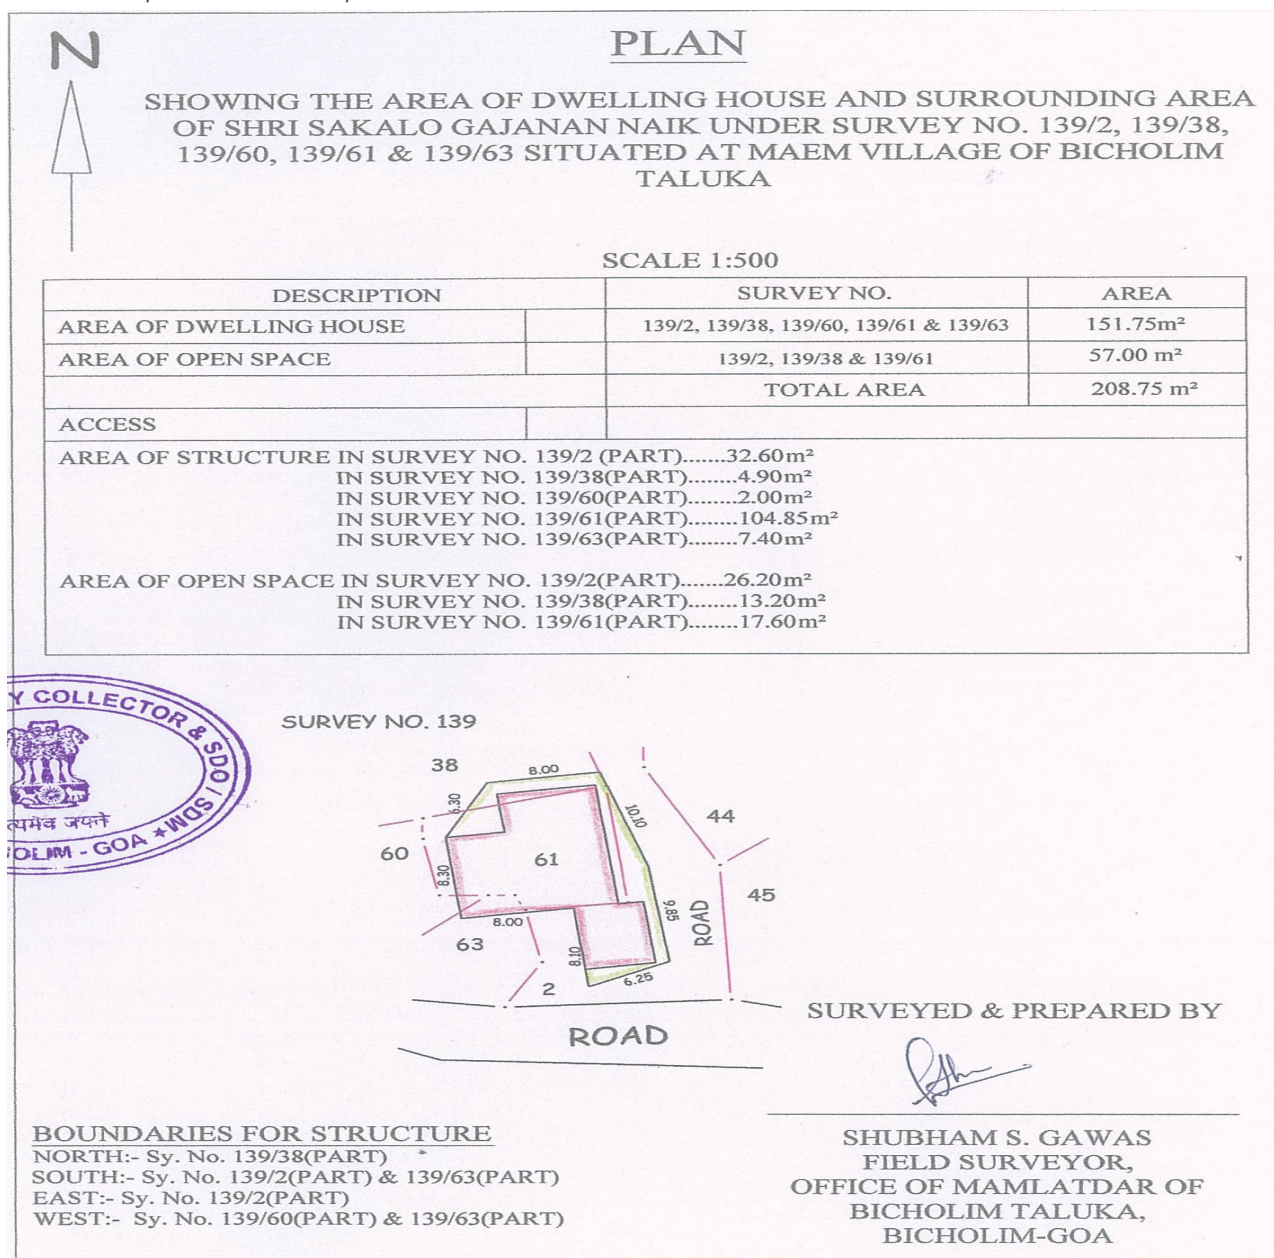 N
PLAN
SHOWING THE AREA OF DWELLING HOUSE AND SURROUNDING AREA
OF SHRI SAKALO GAJANAN NAIK UNDER SURVEY NO. 139/2, 139/38,
139/60, 139/61 & 139/63 SITUATED AT MAEM VILLAGE OF BICHOLIM
TALUKA
SCALE 1:500
DESCRIPTION SURVEY NO. AREA
AREA OF DWELLING HOUSE 139/2, 139/38, 139/60, 139/61 & 139/63 151.75m²
AREA OF OPEN SPACE 139/2, 139/38 & 139/61 57.00 m²
TOTAL AREA 208.75 m²
ACCESS
AREA OF STRUCTURE IN SURVEY NO. 139/2 (PART).......32.60m²
IN SURVEY NO. 139/38(PART)........4.90m²
IN SURVEY NO. 139/60(PART)........2.00m²
IN SURVEY NO. 139/61(PART)........104.85m²
IN SURVEY NO. 139/63(PART)........7.40m²
AREA OF OPEN SPACE IN SURVEY NO. 139/2(PART).......26.20m²
IN SURVEY NO. 139/38(PART)........13.20m²
IN SURVEY NO. 139/61(PART)........17.60m²
Y COLLECTOR & SDO / SDM
जयते
OLIM - GOA *
SURVEY NO. 139
38
8.00
6.30
10.10
44
60
61
8.30
45
9.85
ROAD
8.00
63
8.10
6.25
2
ROAD
SURVEYED & PREPARED BY
SHUBHAM S. GAWAS
FIELD SURVEYOR,
OFFICE OF MAMLATDAR OF
BICHOLIM TALUKA,
BICHOLIM-GOA
BOUNDARIES FOR STRUCTURE
NORTH:- Sy. No. 139/38(PART)
SOUTH:- Sy. No. 139/2(PART) & 139/63(PART)
EAST:- Sy. No. 139/2(PART)
WEST:- Sy. No. 139/60(PART) & 139/63(PART)